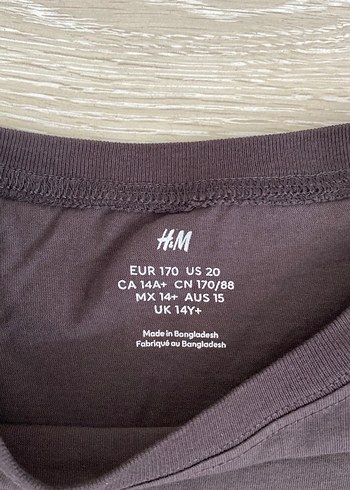 H&M
EUR 170 US 20
CA 14A+ CN 170/88
MX 14+ AUS 15
UK 14Y+
Made in Bangladesh
Fabriqué au Bangladesh